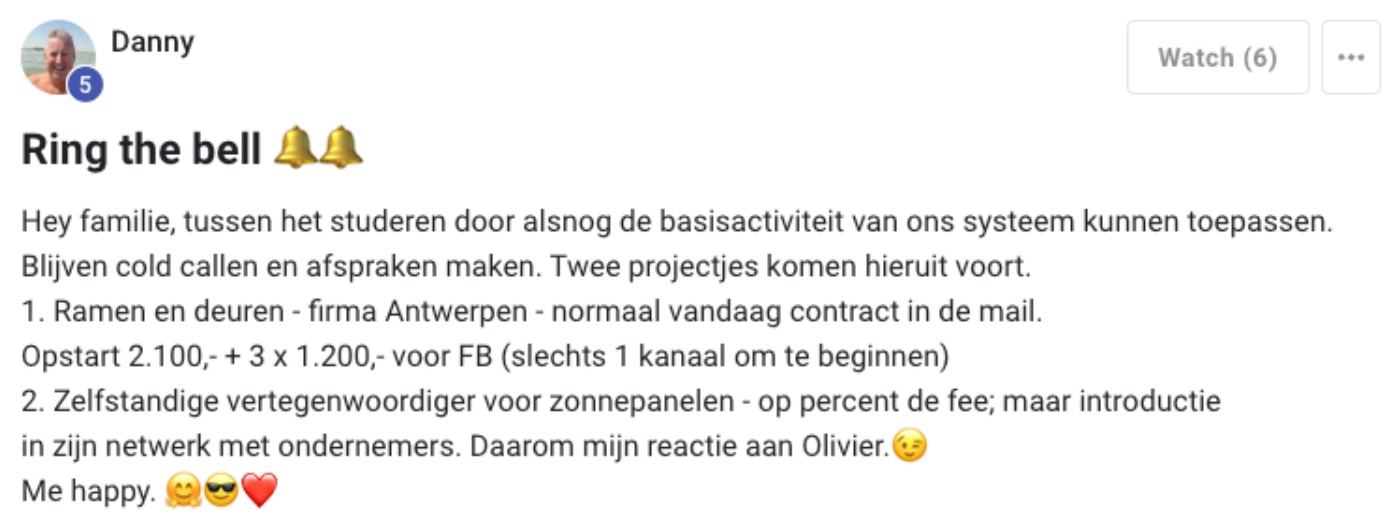 Danny
5
Watch (6)
Ring the bell 🔔🔔
Hey familie, tussen het studeren door alsnog de basisactiviteit van ons systeem kunnen toepassen.
Blijven cold callen en afspraken maken. Twee projectjes komen hieruit voort.
1. Ramen en deuren - firma Antwerpen - normaal vandaag contract in de mail.
Opstart 2.100,- + 3 x 1.200,- voor FB (slechts 1 kanaal om te beginnen)
2. Zelfstandige vertegenwoordiger voor zonnepanelen - op percent de fee; maar introductie
in zijn netwerk met ondernemers. Daarom mijn reactie aan Olivier.😉
Me happy. 🤗😎❤️